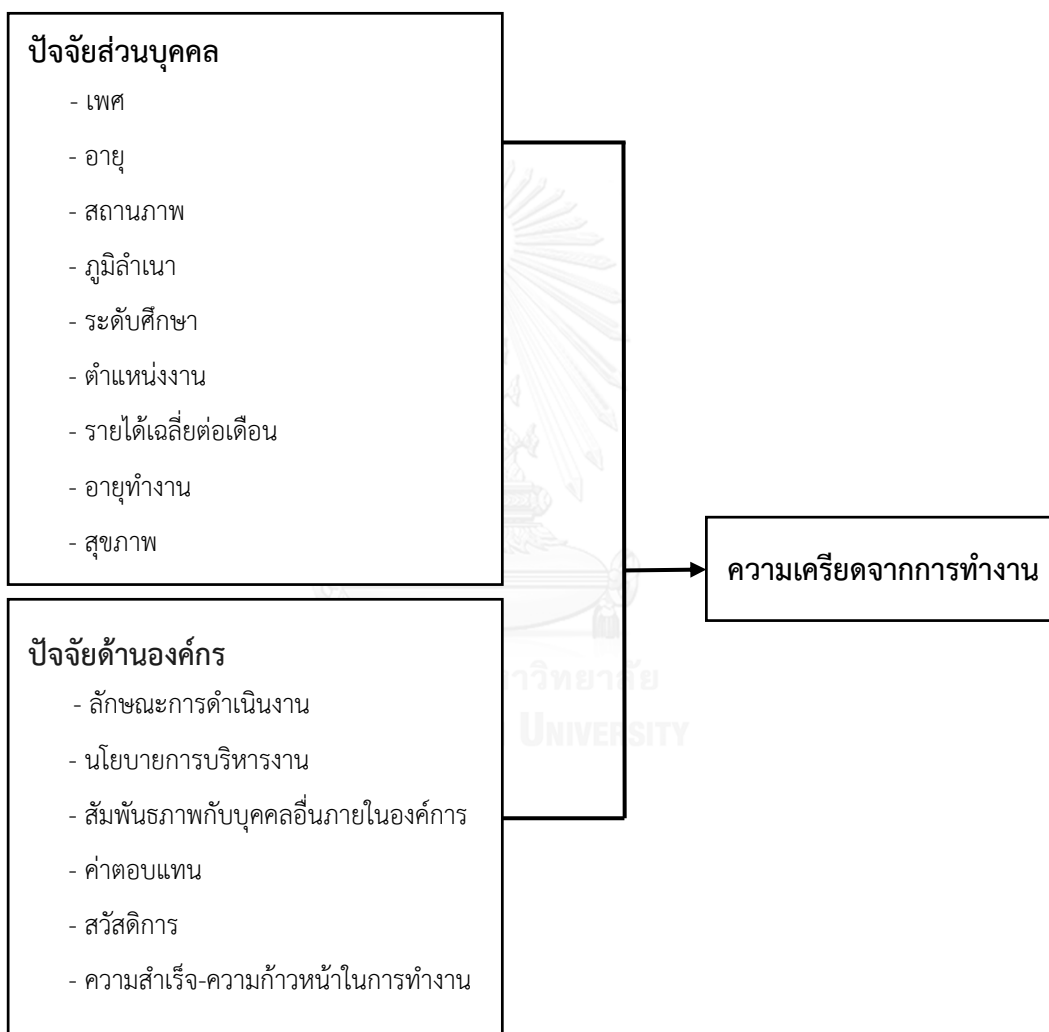 ปัจจัยส่วนบุคคล
- เพศ
- อายุ
- สถานภาพ
- ภูมิลำเนา
- ระดับศึกษา
- ตำแหน่งงาน
- รายได้เฉลี่ยต่อเดือน
- อายุทำงาน
- สุขภาพ
ความเครียดจากการทำงาน
ปัจจัยด้านองค์กร
- ลักษณะการดำเนินงาน
- นโยบายการบริหารงาน
- สัมพันธภาพกับบุคคลอื่นภายในองค์การ
- ค่าตอบแทน
- สวัสดิการ
- ความสำเร็จ-ความก้าวหน้าในการทำงาน
UNIVERSITY